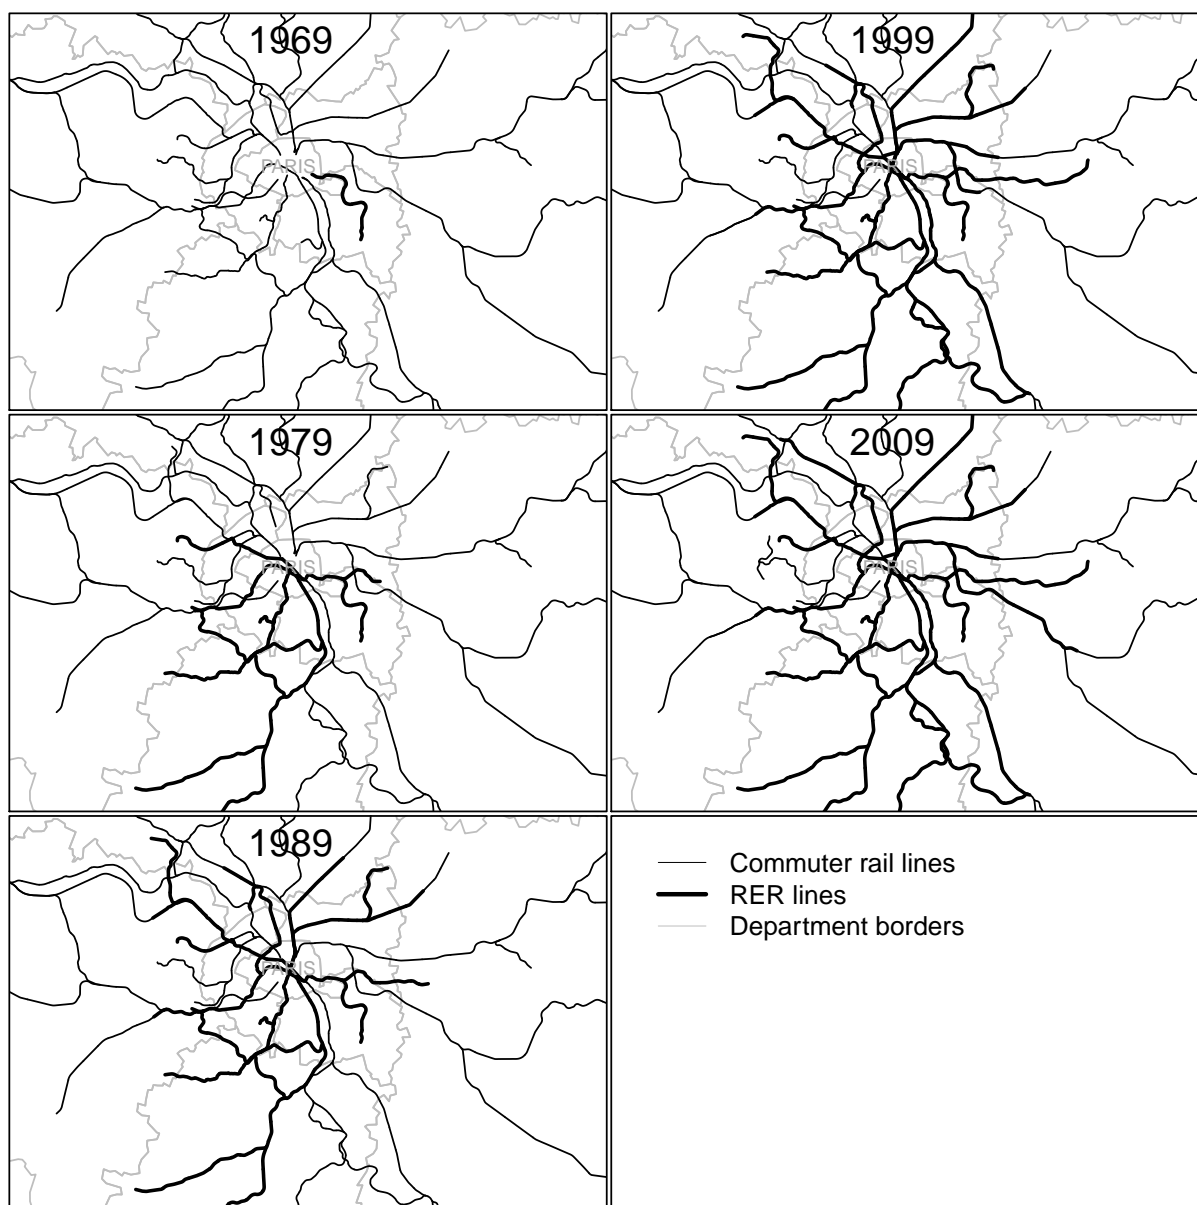 1969
PARIS
1999
PARIS
1979
PARIS
2009
PARIS
1989
PARIS
Commuter rail lines
RER lines
Department borders